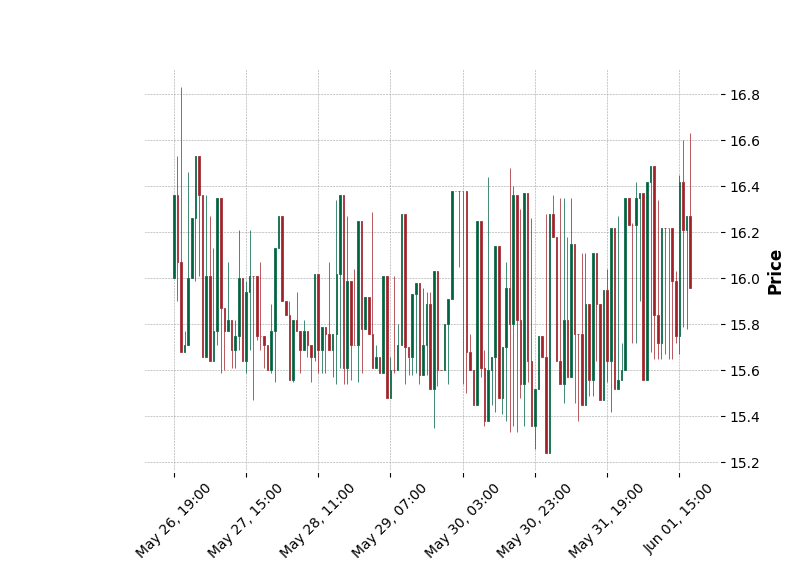 16.8
16.6
16.4
16.2
16.0
15.8
15.6
15.4
15.2
Price
May 26, 19:00
May 27, 15:00
May 28, 11:00
May 29, 07:00
May 30, 03:00
May 30, 23:00
May 31, 19:00
Jun 01, 15:00